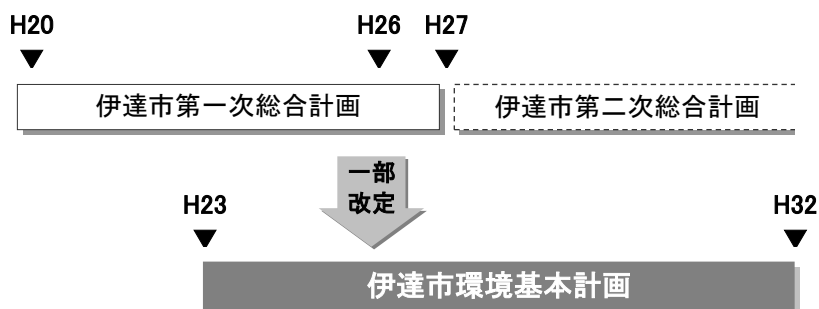 H20 H26 H27
伊達市第一次総合計画 伊達市第二次総合計画
一部
改定
H23 H32
伊達市環境基本計画